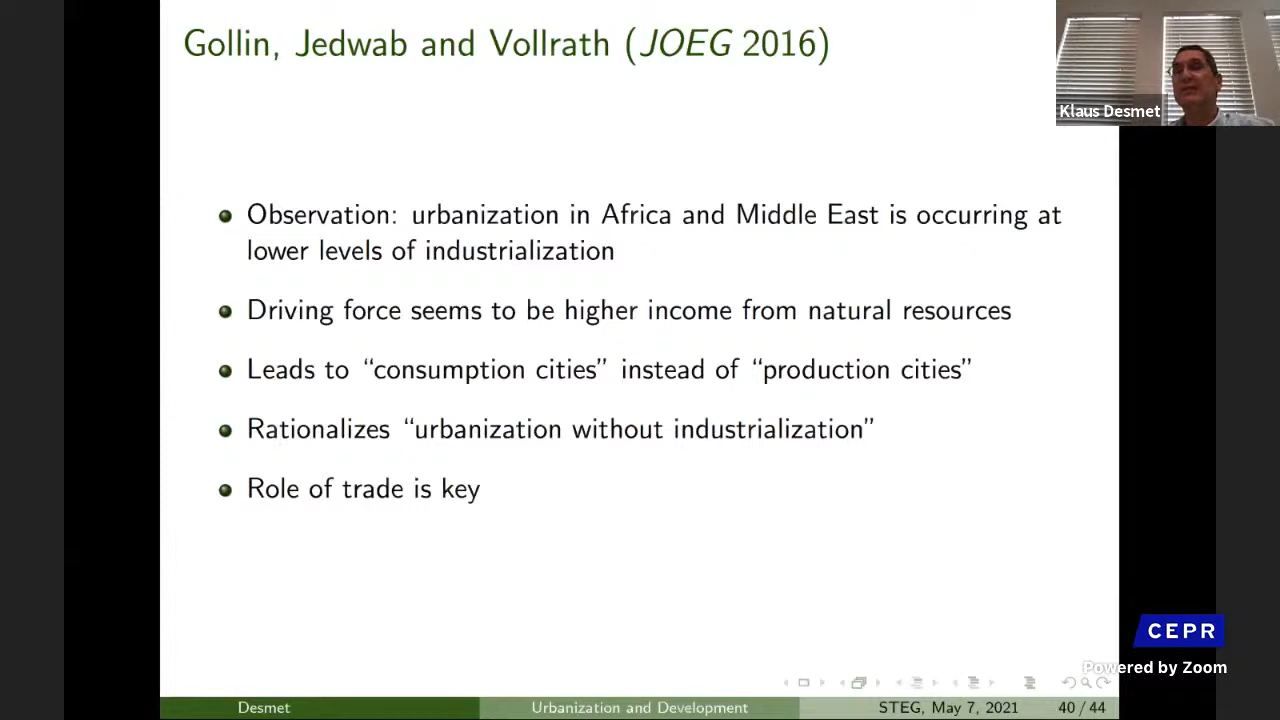 Gollin, Jedwab and Vollrath (JOEG 2016)
Klaus Desmet
Observation: urbanization in Africa and Middle East is occurring at
lower levels of industrialization
Driving force seems to be higher income from natural resources
Leads to “consumption cities” instead of “production cities”
Rationalizes “urbanization without industrialization”
Role of trade is key
CEPR
Powered by Zoom
Desmet
Urbanization and Development
STEG, May 7, 2021
40 / 44